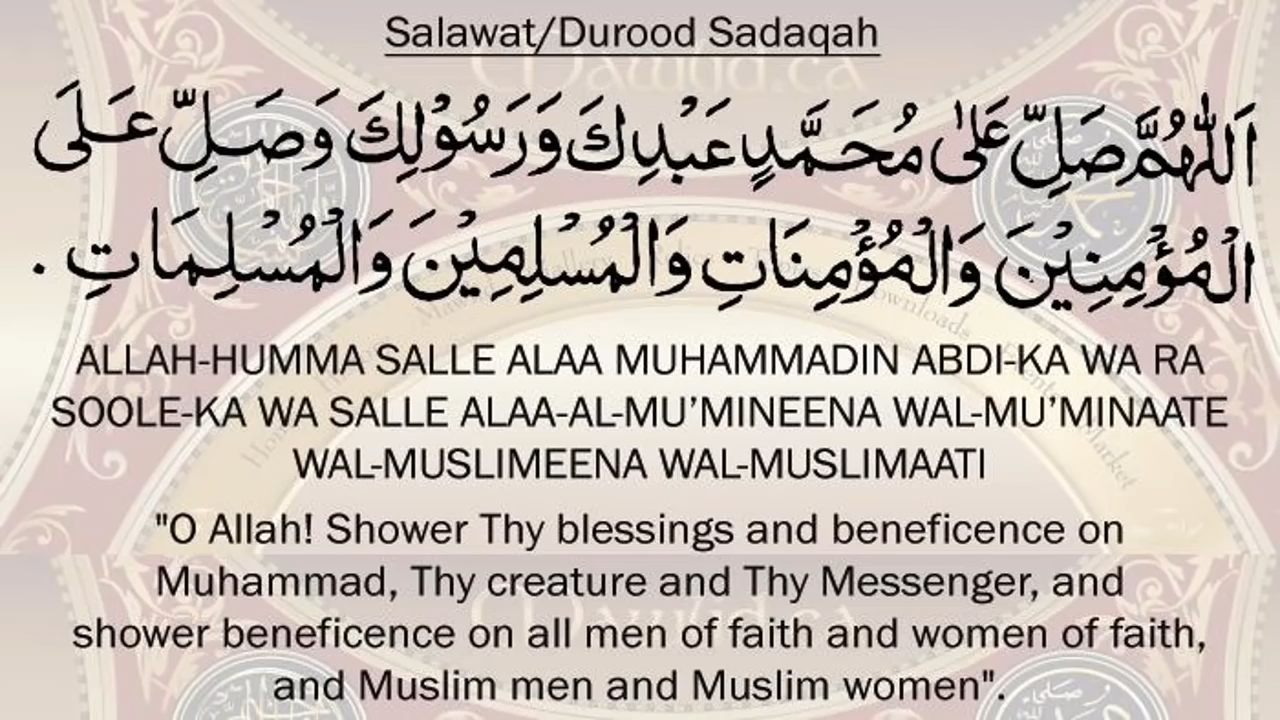 Salawat/Durood Sadaqah
اَللّٰهُمَّ صَلِّ عَلىٰ مُحَمَّدٍ عَبْدِكَ وَرَسُوْلِكَ وَصَلِّ عَلَى
الْمُؤْمِنِيْنَ وَالْمُؤْمِنَاتِ وَالْمُسْلِمِيْنَ وَالْمُسْلِمَاتِ .
ALLAH-HUMMA SALLE ALAA MUHAMMADIN ABDI-KA WA RA
SOOLE-KA WA SALLE ALAA-AL-MU’MINEENA WAL-MU’MINAATE
WAL-MUSLIMEENA WAL-MUSLIMAATI
"O Allah! Shower Thy blessings and beneficence on
Muhammad, Thy creature and Thy Messenger, and
shower beneficence on all men of faith and women of faith,
and Muslim men and Muslim women".